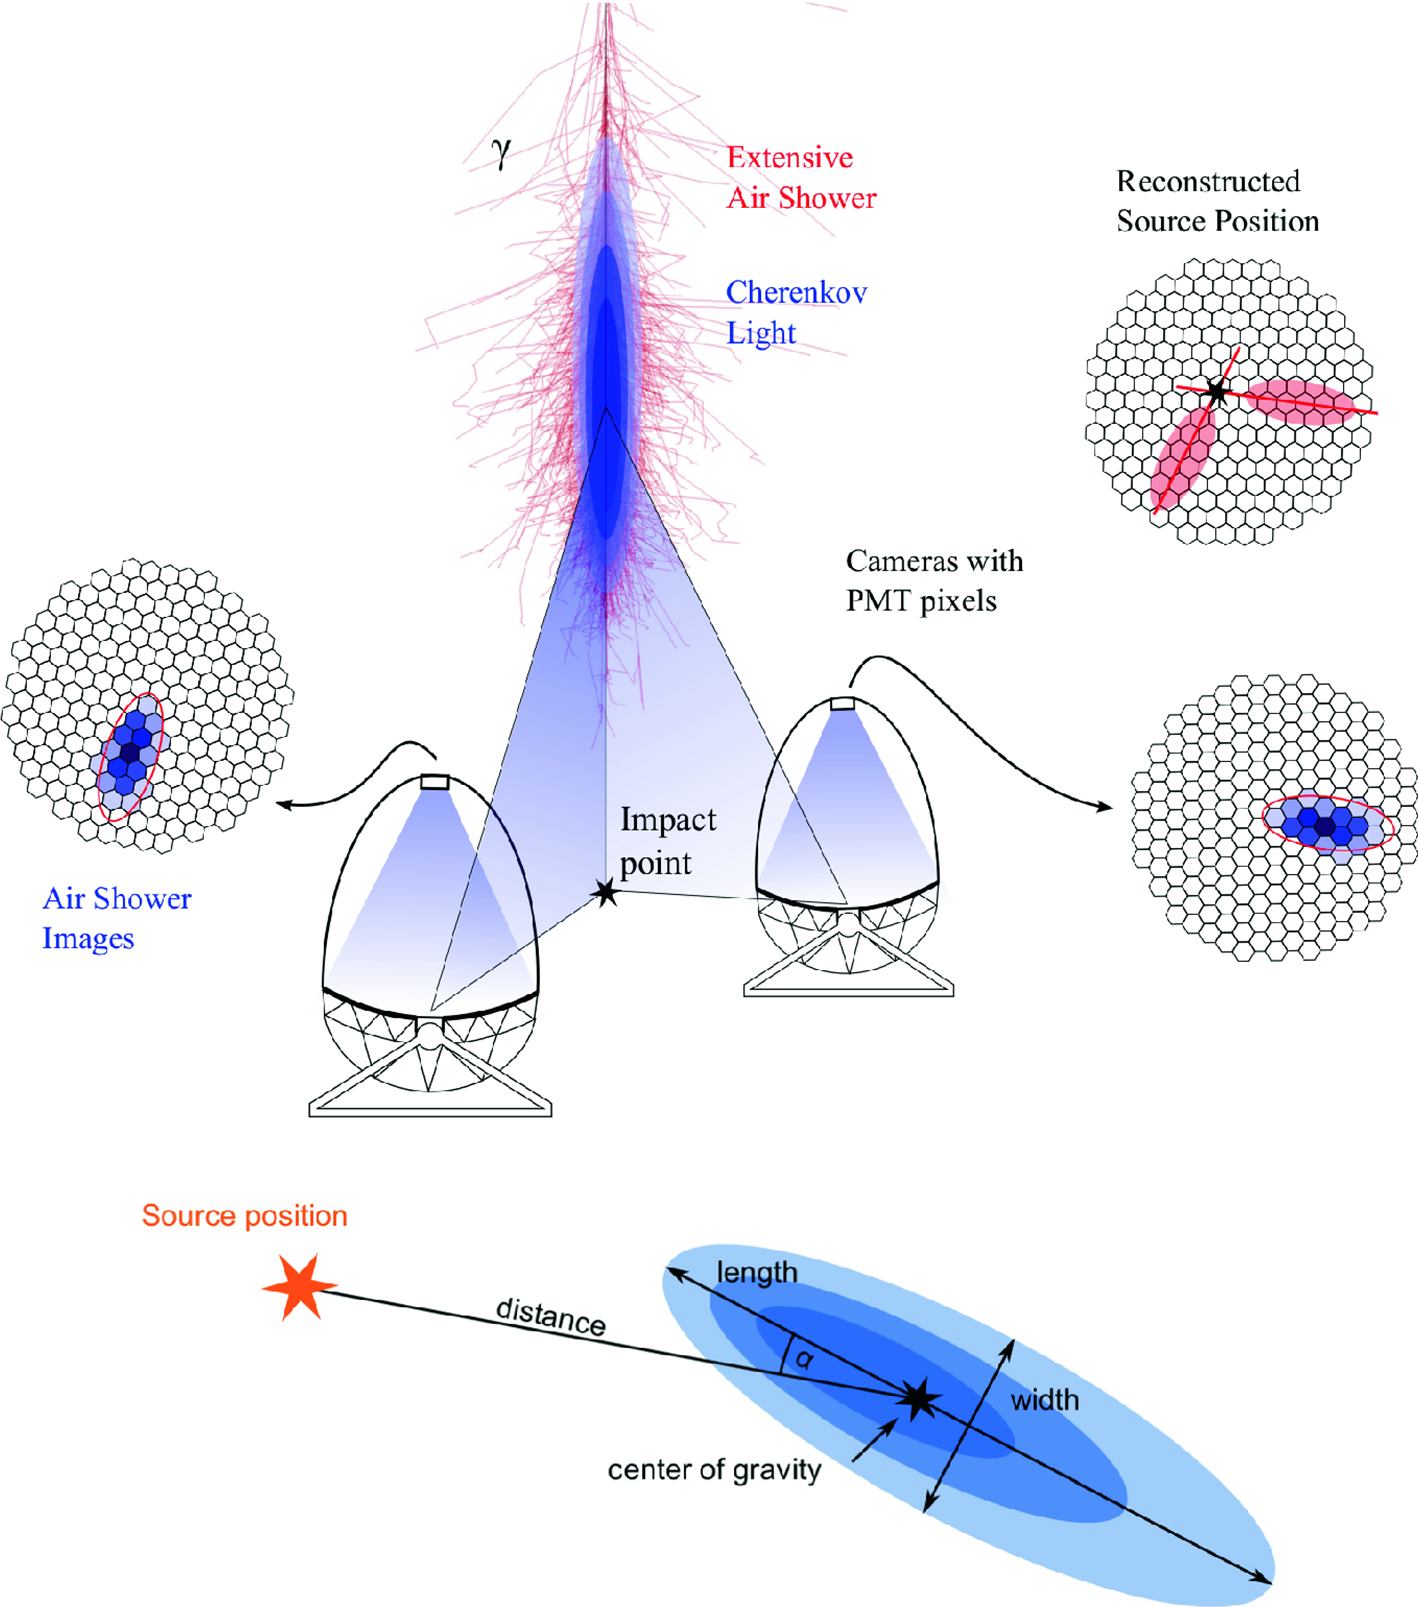 γ
Extensive
Air Shower
Reconstructed
Source Position
Cherenkov
Light
Cameras with
PMT pixels
Impact
point
Air Shower
Images
Source position
length
distance
α
width
center of gravity